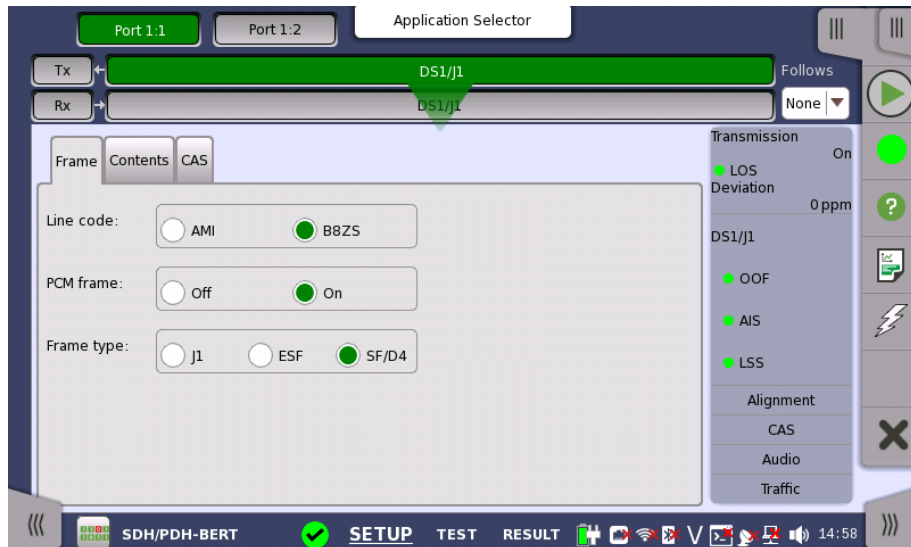 Application Selector
Port 1:1
Port 1:2
Tx
DS1/J1
Follows
Rx
DS1/J1
None
Frame
Contents
CAS
Line code:
AMI
B8ZS
PCM frame:
Off
On
Frame type:
J1
ESF
SF/D4
Transmission
On
LOS
Deviation
0 ppm
DS1/J1
OOF
AIS
LSS
Alignment
CAS
Audio
Traffic
SDH/PDH-BERT
SETUP
TEST
RESULT
V
14:58